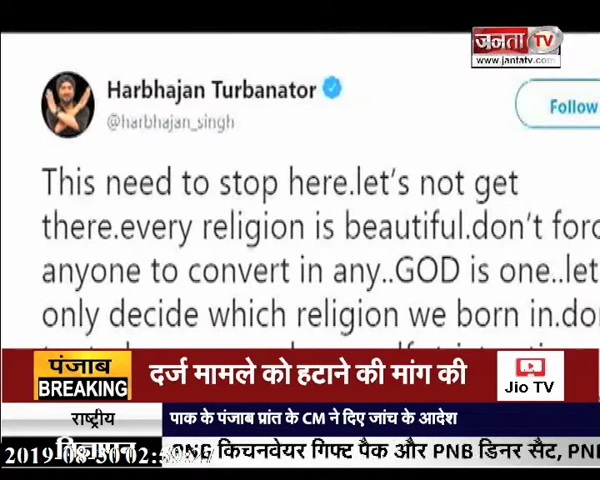 जनता TV
www.jantatv.com
Harbhajan Turbanator
@harbhajan_singh
Follow
This need to stop here.let's not get
there.every religion is beautiful.don't forc
anyone to convert in any..GOD is one..let
only decide which religion we born in.do
पंजाब
BREAKING
दर्ज मामले को हटाने की मांग की
Jio TV
राष्ट्रीय
पाक के पंजाब प्रांत के CM ने दिए जांच के आदेश
विज्ञापन
2019-08-30 02:
PNG किचनवेयर गिफ्ट पैक और PNB डिनर सैट, PN